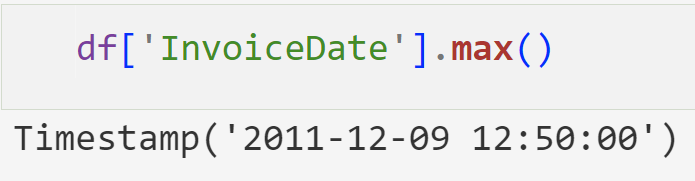 df['InvoiceDate'].max()
Timestamp('2011-12-09 12:50:00')